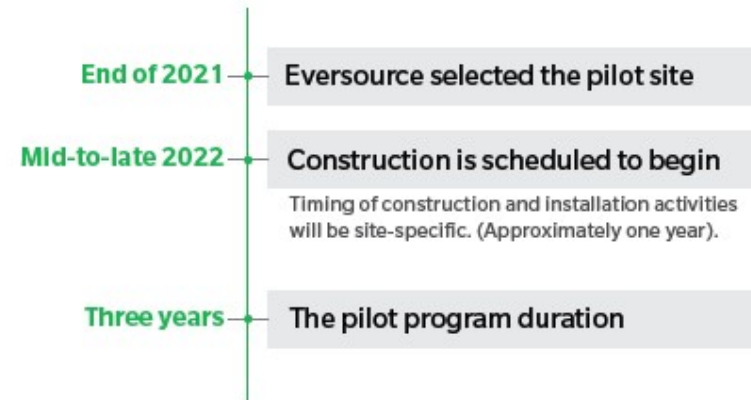 End of 2021
Eversource selected the pilot site
MId-to-late 2022
Construction is scheduled to begin
Timing of construction and installation activities
will be site-specific. (Approximately one year).
Three years
The pilot program duration